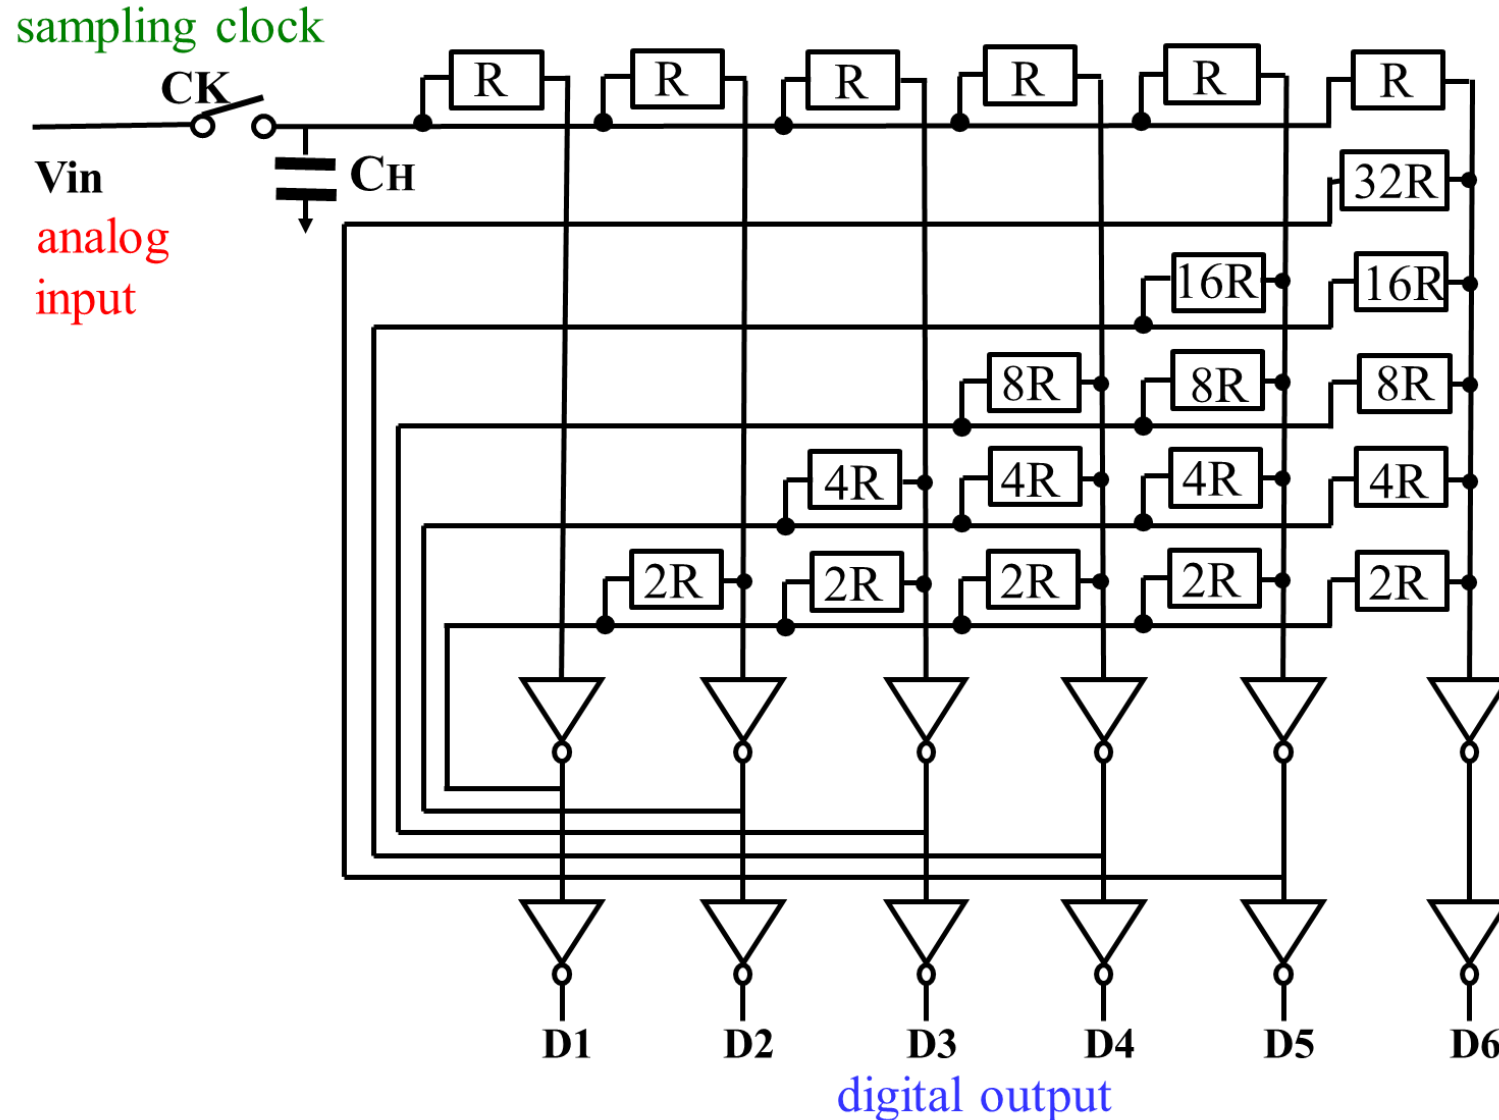 sampling clock
CK
R R R R R R
Vin
CH
32R
analog
input
16R 16R
8R 8R 8R
4R 4R 4R 4R
2R 2R 2R 2R 2R
D1 D2 D3 D4 D5 D6
digital output